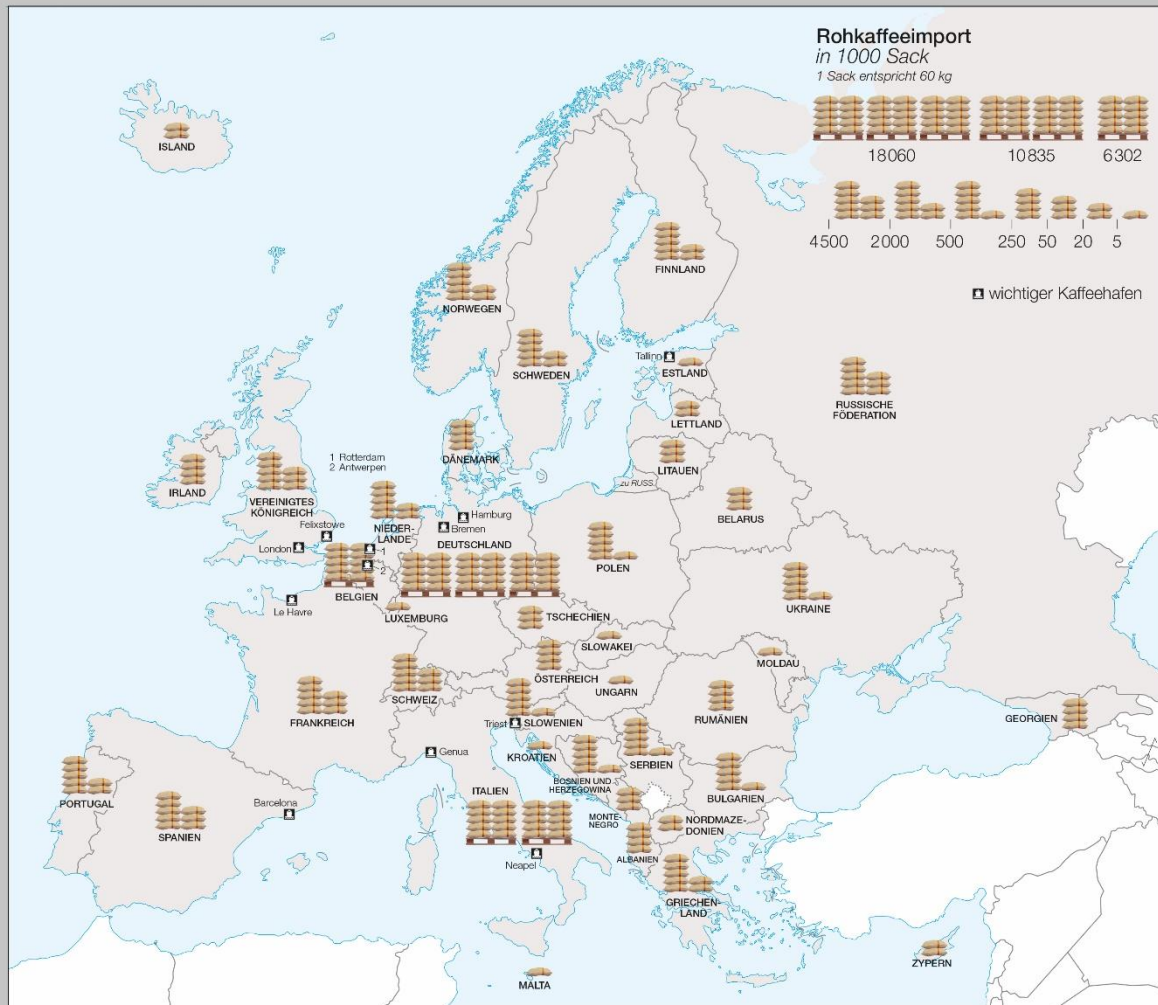 Rohkaffeeimport
in 1000 Sack
1 Sack entspricht 60 kg
18060 10835 6302
4500 2000 500 250 50 20 5
wichtiger Kaffeehafen
ISLAND
FINNLAND
NORWEGEN
SCHWEDEN
Tallinn
ESTLAND
RUSSISCHE
FÖDERATION
LETTLAND
DÄNEMARK
LITAUEN
zu RUSS.
1 Rotterdam
2 Antwerpen
IRLAND
VEREINIGTES
KÖNIGREICH
BELARUS
Felixstowe
NIEDER-
LANDE
Hamburg
Bremen
DEUTSCHLAND
London
1
2
POLEN
BELGIEN
UKRAINE
Le Havre
LUXEMBURG
TSCHECHIEN
SLOWAKEI
MOLDAU
ÖSTERREICH
UNGARN
SCHWEIZ
FRANKREICH
RUMÄNIEN
GEORGIEN
Triest
SLOWENIEN
Genua
KROATIEN
SERBIEN
BOSNIEN UND
HERZEGOWINA
BULGARIEN
PORTUGAL
Barcelona
ITALIEN
MONTE-
NEGRO
NORDMAZE-
DONIEN
SPANIEN
ALBANIEN
Neapel
GRIECHEN-
LAND
ZYPERN
MALTA